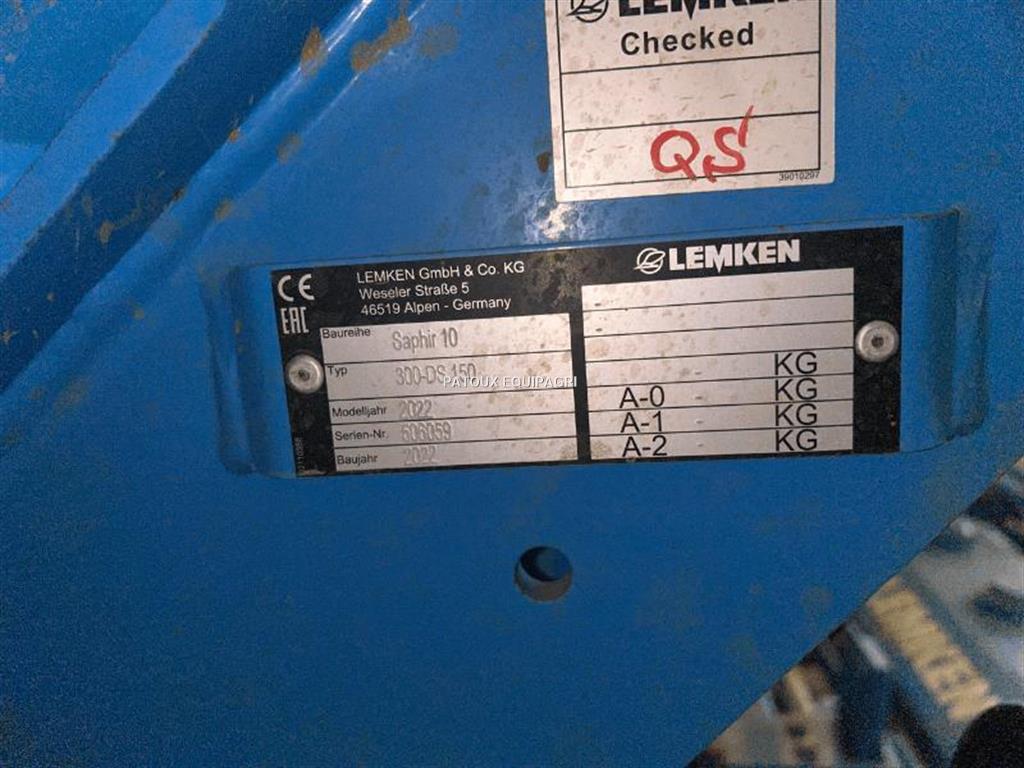 LEMKEN
Checked
QS
39010297
CE
EAC
LEMKEN GmbH & Co. KG
Weseler Straße 5
46519 Alpen - Germany
LEMKEN
Baureihe Saphir 10
Typ 300-DS 150
Modelljahr 2022
Serien-Nr. 606059
Baujahr 2022
KG
A-0 - KG
A-1 - KG
A-2 - KG
PATOUX EQUIPAGRI
LEMKEN